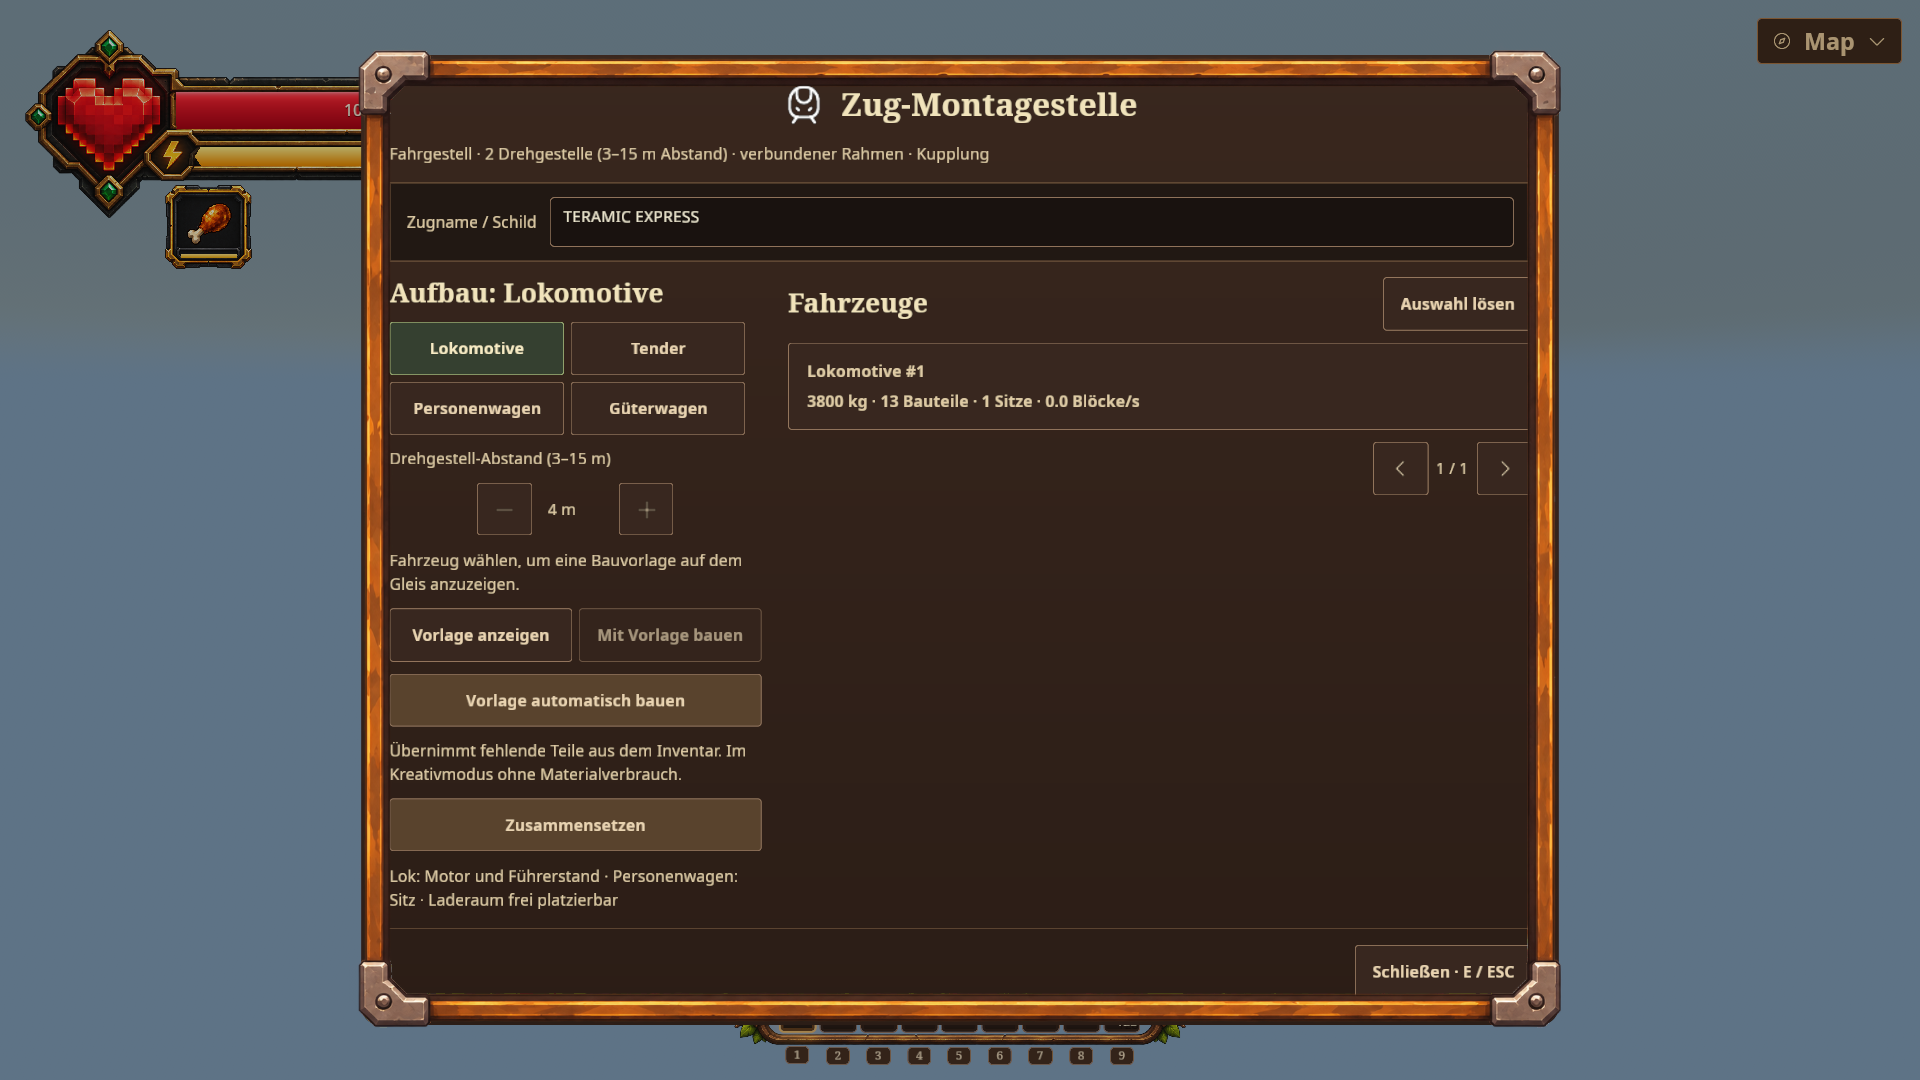 Map
10
Zug-Montagestelle
Fahrgestell · 2 Drehgestelle (3–15 m Abstand) · verbundener Rahmen · Kupplung
Zugname / Schild
TERAMIC EXPRESS
Aufbau: Lokomotive
Lokomotive
Tender
Personenwagen
Güterwagen
Drehgestell-Abstand (3–15 m)
4 m
Fahrzeug wählen, um eine Bauvorlage auf dem
Gleis anzuzeigen.
Vorlage anzeigen
Mit Vorlage bauen
Vorlage automatisch bauen
Übernimmt fehlende Teile aus dem Inventar. Im
Kreativmodus ohne Materialverbrauch.
Zusammensetzen
Lok: Motor und Führerstand · Personenwagen:
Sitz · Laderaum frei platzierbar
Fahrzeuge
Auswahl lösen
Lokomotive #1
3800 kg · 13 Bauteile · 1 Sitze · 0.0 Blöcke/s
1 / 1
Schließen · E / ESC
1 2 3 4 5 6 7 8 9